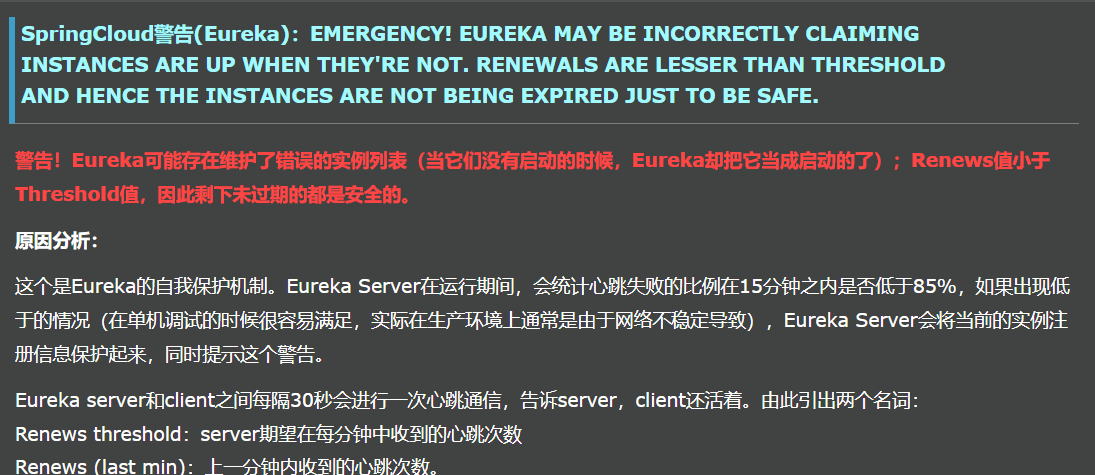 SpringCloud警告(Eureka)：EMERGENCY! EUREKA MAY BE INCORRECTLY CLAIMING
INSTANCES ARE UP WHEN THEY'RE NOT. RENEWALS ARE LESSER THAN THRESHOLD
AND HENCE THE INSTANCES ARE NOT BEING EXPIRED JUST TO BE SAFE.
警告！Eureka可能存在维护了错误的实例列表（当它们没有启动的时候，Eureka却把它当成启动的了）；Renews值小于
Threshold值，因此剩下未过期的都是安全的。
原因分析：
这个是Eureka的自我保护机制。Eureka Server在运行期间，会统计心跳失败的比例在15分钟之内是否低于85%，如果出现低
于的情况（在单机调试的时候很容易满足，实际在生产环境上通常是由于网络不稳定导致），Eureka Server会将当前的实例注
册信息保护起来，同时提示这个警告。
Eureka server和client之间每隔30秒会进行一次心跳通信，告诉server，client还活着。由此引出两个名词：
Renews threshold：server期望在每分钟中收到的心跳次数
Renews (last min)：上一分钟内收到的心跳次数。